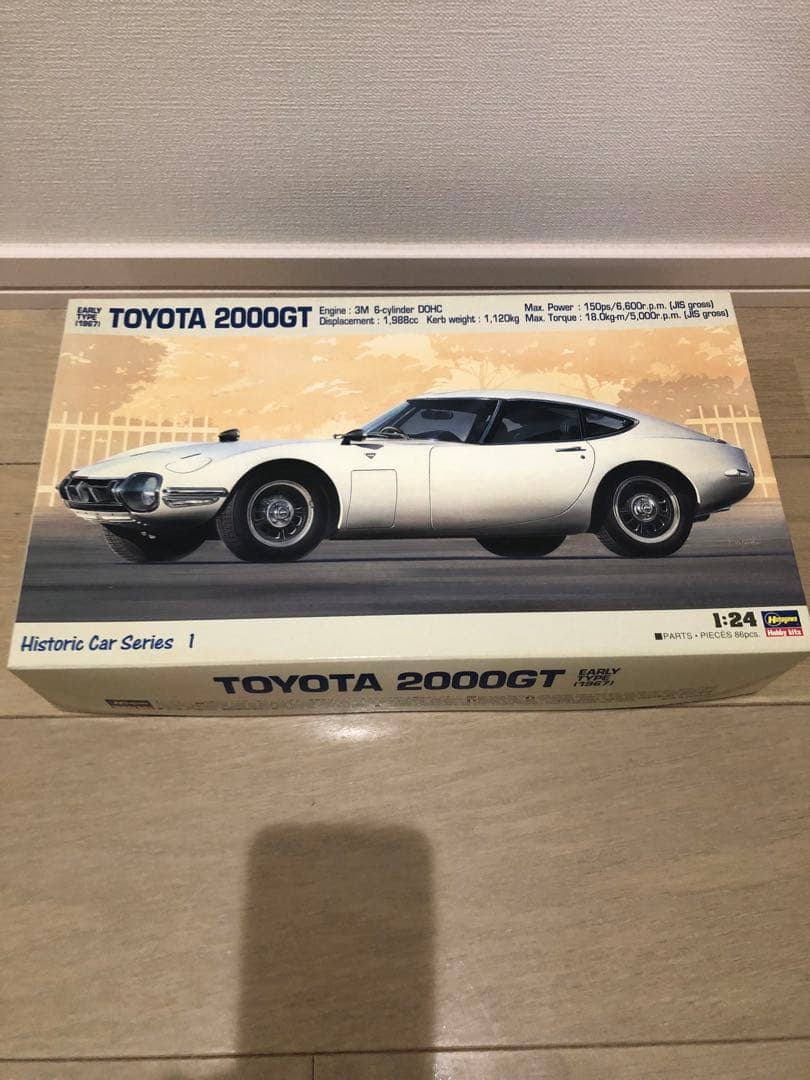 EARLY
TYPE
(1967)
TOYOTA 2000GT
Engine : 3M 6-cylinder DOHC
Displacement : 1,988cc Kerb weight : 1,120kg
Max. Power : 150ps/6,600r.p.m. (JIS gross)
Max. Torque : 18.0kg-m/5,000r.p.m. (JIS gross)
Historic Car Series 1
1:24
■PARTS・PIECES 86pcs.
Hasegawa
Hobby kits
TOYOTA 2000GT
EARLY
TYPE
(1967)
Hasegawa